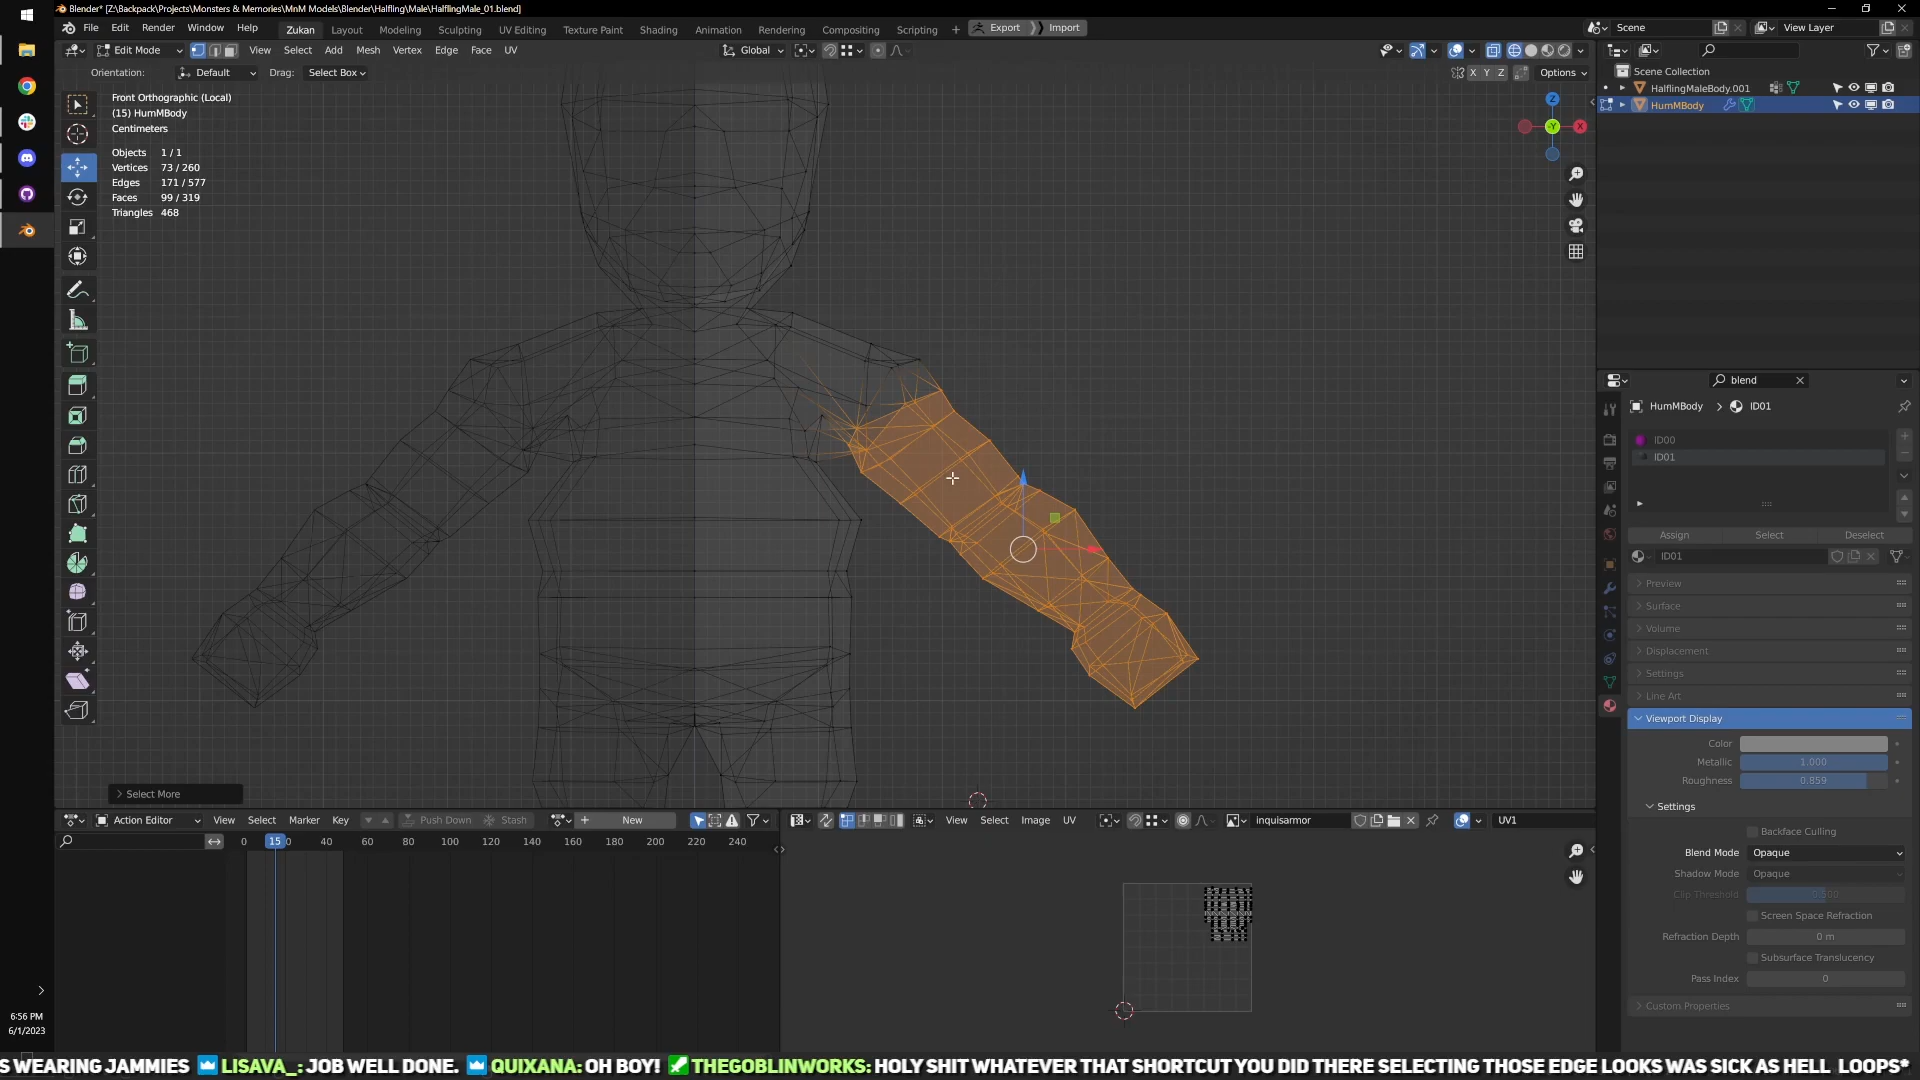 Blender* [Z:\Backpack\Projects\Monsters & Memories\MnM Models\Blender\Halfling\Male\HalflingMale_01.blend]
File Edit Render Window Help Zukan Layout Modeling Sculpting UV Editing Texture Paint Shading Animation Rendering Compositing Scripting + Export Import Scene View Layer
Edit Mode View Select Add Mesh Vertex Edge Face UV Global
Orientation: Default Drag: Select Box X Y Z Options
Scene Collection
HalflingMaleBody.001
HumMBody
Front Orthographic (Local)
(15) HumMBody
Centimeters
Objects 1 / 1
Vertices 73 / 260
Edges 171 / 577
Faces 99 / 319
Triangles 468
Z
Y
X
blend
HumMBody > ID01
ID00
ID01
Assign Select Deselect
ID01
Preview
Surface
Volume
Displacement
Settings
Line Art
Viewport Display
Color
Metallic 1.000
Roughness 0.859
Settings
Backface Culling
Blend Mode Opaque
Shadow Mode Opaque
Clip Threshold 0.500
Screen Space Refraction
Refraction Depth 0 m
Subsurface Translucency
Pass Index 0
Custom Properties
> Select More
Action Editor View Select Marker Key Push Down Stash + New
0 15 40 60 80 100 120 140 160 180 200 220 240
View Select Image UV inquisarmor UV1
6:56 PM
6/1/2023
S WEARING JAMMIES LISAVA_: JOB WELL DONE. QUIXANA: OH BOY! THEGOBLINWORKS: HOLY SHIT WHATEVER THAT SHORTCUT YOU DID THERE SELECTING THOSE EDGE LOOKS WAS SICK AS HELL LOOPS*